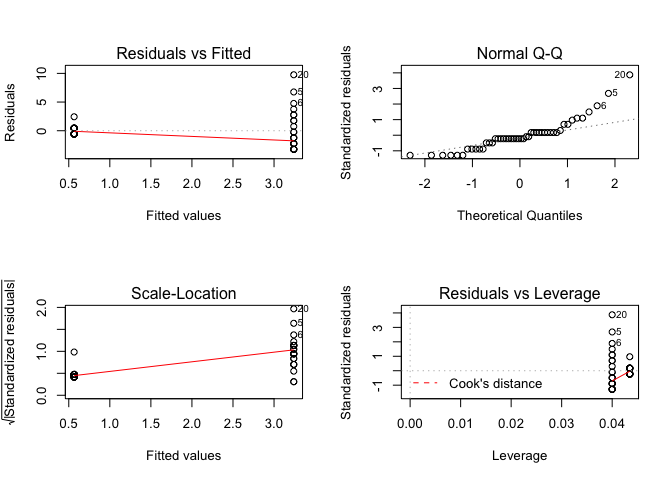 Residuals vs Fitted
Residuals
10
5
0
20
5
6
0.5 1.0 1.5 2.0 2.5 3.0
Fitted values
Normal Q-Q
Standardized residuals
3
1
-1
20
5
6
-2 -1 0 1 2
Theoretical Quantiles
Scale-Location
√|Standardized residuals|
2.0
1.0
0.0
20
5
6
0.5 1.0 1.5 2.0 2.5 3.0
Fitted values
Residuals vs Leverage
Standardized residuals
3
1
-1
20
5
6
Cook's distance
0.00 0.01 0.02 0.03 0.04
Leverage